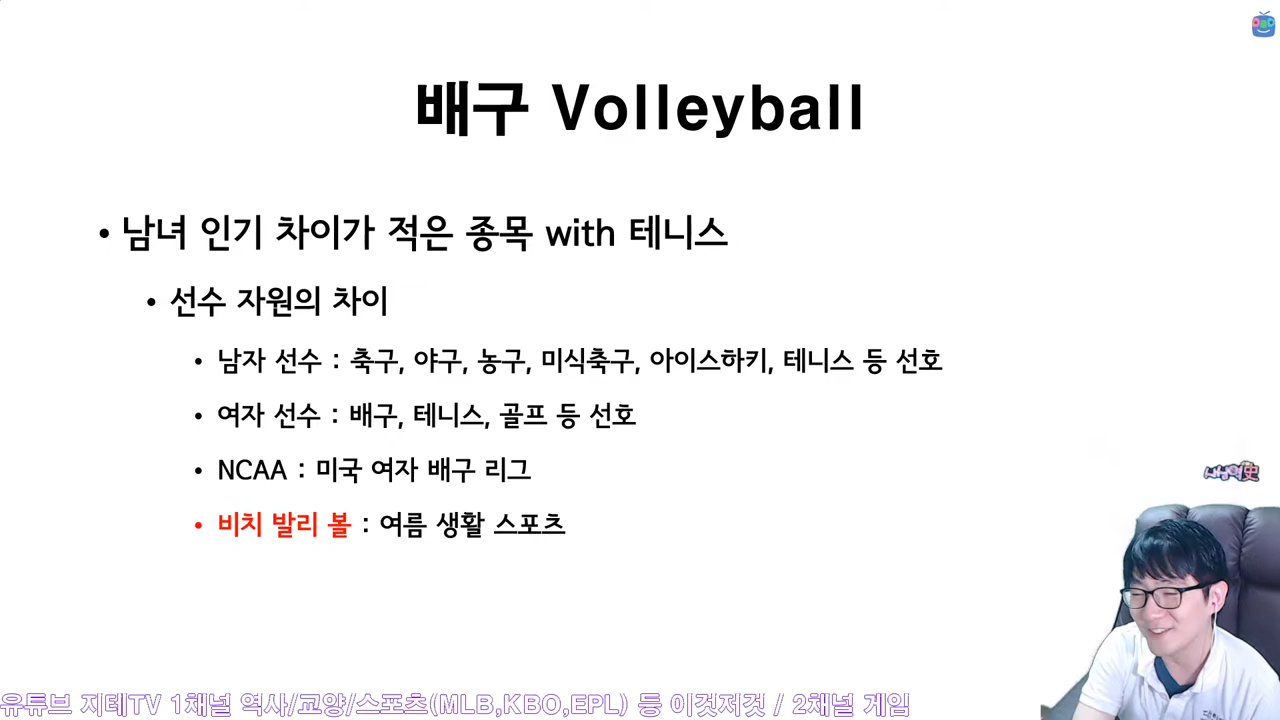 배구 Volleyball
• 남녀 인기 차이가 적은 종목 with 테니스
• 선수 자원의 차이
• 남자 선수 : 축구, 야구, 농구, 미식축구, 아이스하키, 테니스 등 선호
• 여자 선수 : 배구, 테니스, 골프 등 선호
• NCAA : 미국 여자 배구 리그
• 비치 발리 볼 : 여름 생활 스포츠
유튜브 지테TV 1채널 역사/교양/스포츠(MLB,KBO,EPL) 등 이것저것 / 2채널 게임